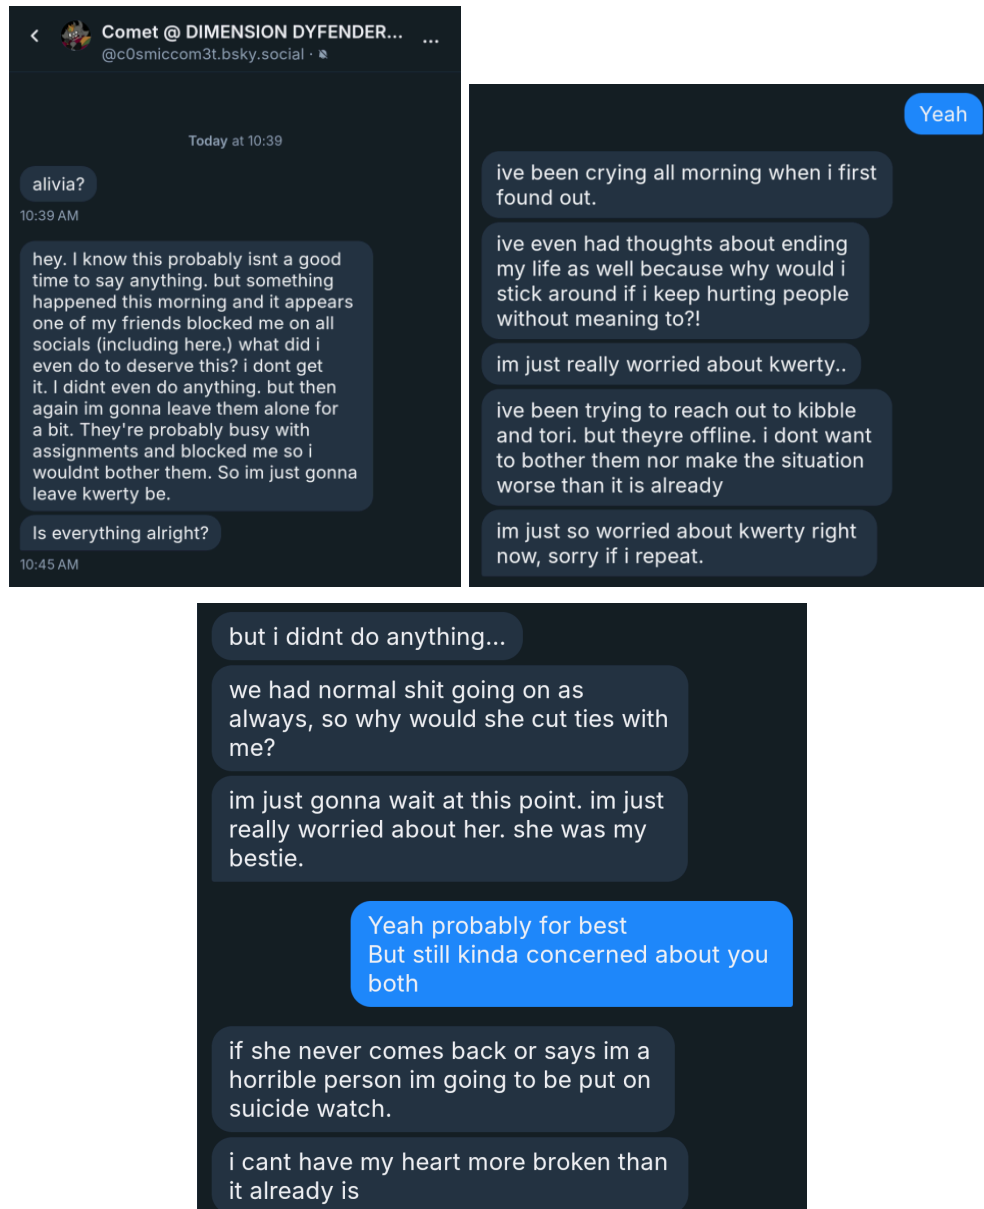 Comet @ DIMENSION DYFENDER...
@c0smiccom3t.bsky.social ·
Today at 10:39
alivia?
10:39 AM
hey. I know this probably isnt a good
time to say anything. but something
happened this morning and it appears
one of my friends blocked me on all
socials (including here.) what did i
even do to deserve this? i dont get
it. I didnt even do anything. but then
again im gonna leave them alone for
a bit. They're probably busy with
assignments and blocked me so i
wouldnt bother them. So im just gonna
leave kwerty be.
Is everything alright?
10:45 AM
Yeah
ive been crying all morning when i first
found out.
ive even had thoughts about ending
my life as well because why would i
stick around if i keep hurting people
without meaning to?!
im just really worried about kwerty..
ive been trying to reach out to kibble
and tori. but theyre offline. i dont want
to bother them nor make the situation
worse than it is already
im just so worried about kwerty right
now, sorry if i repeat.
but i didnt do anything...
we had normal shit going on as
always, so why would she cut ties with
me?
im just gonna wait at this point. im just
really worried about her. she was my
bestie.
Yeah probably for best
But still kinda concerned about you
both
if she never comes back or says im a
horrible person im going to be put on
suicide watch.
i cant have my heart more broken than
it already is